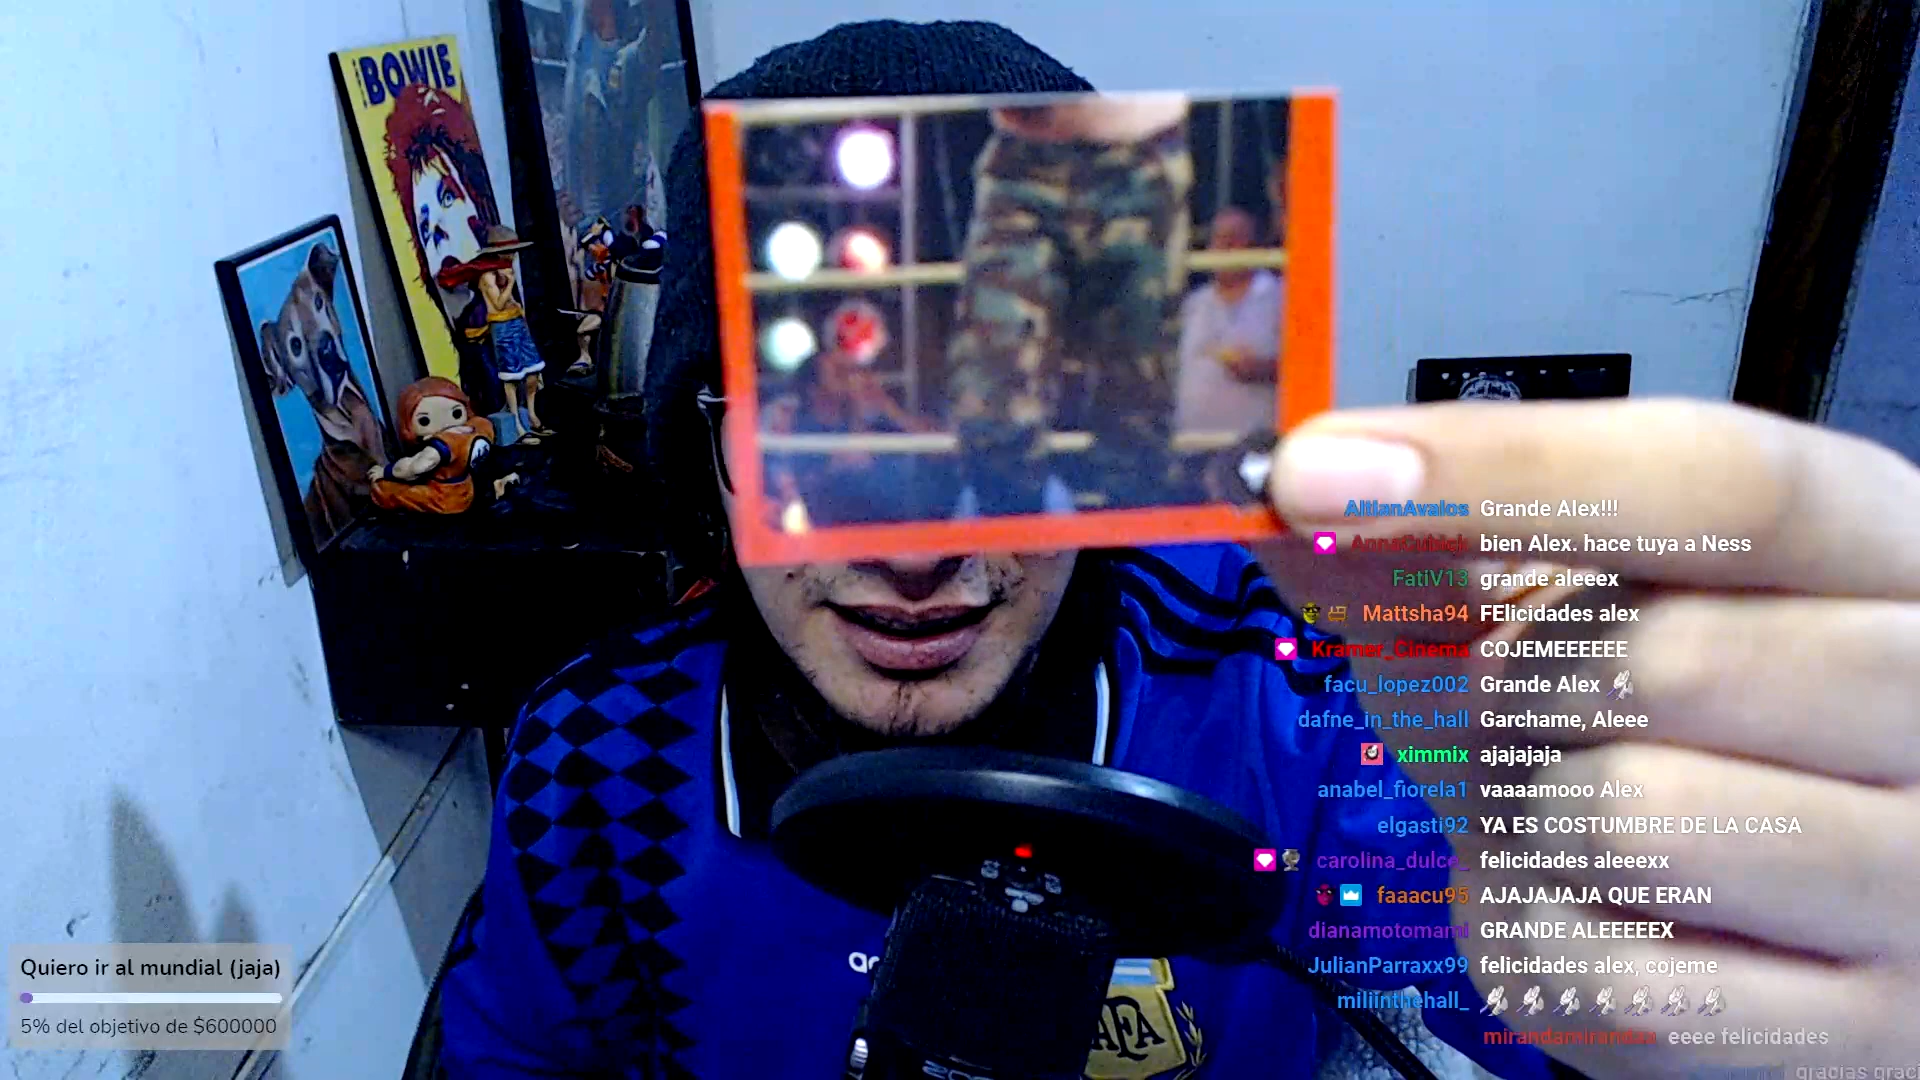 BOWIE
AFA
Grande Alex!!!
bien Alex. hace tuya a Ness
FatiV13 grande aleeex
Mattsha94 FElicidades alex
Kramer_Cinema COJEMEEEEEE
facu_lopez002 Grande Alex
dafne_in_the_hall Garchame, Aleee
ximmix ajajajaja
anabel_fiorela1 vaaaamooo Alex
elgasti92 YA ES COSTUMBRE DE LA CASA
carolina_dulce_ felicidades aleeexx
faaacu95 AJAJAJAJA QUE ERAN
dianamotomami GRANDE ALEEEEEX
JulianParraxx99 felicidades alex, cojeme
miliinthehall_
eeee felicidades
Quiero ir al mundial (jaja)
5% del objetivo de $600000